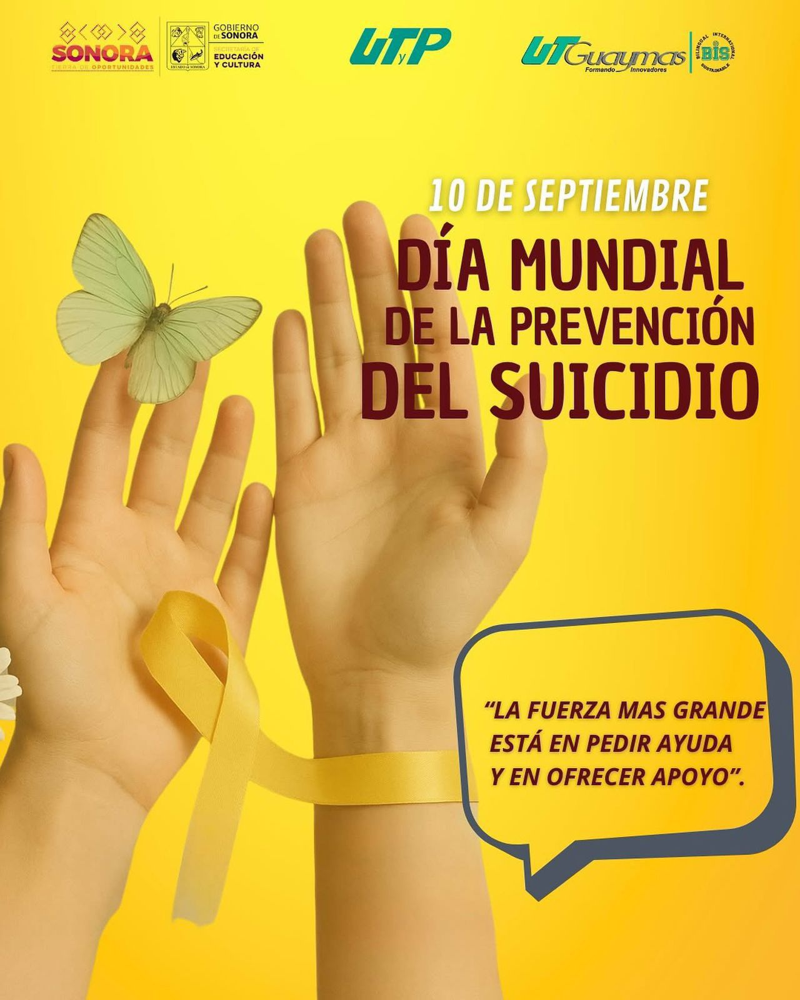 SONORA
TIERRA DE OPORTUNIDADES
GOBIERNO
DE SONORA
SECRETARÍA DE
EDUCACIÓN
Y CULTURA
ESTADO DE SONORA
UTyP
UTGuaymas
Formando Innovadores
BILINGUAL INTERNATIONAL
BIS
SUSTAINABLE
10 DE SEPTIEMBRE
DÍA MUNDIAL
DE LA PREVENCIÓN
DEL SUICIDIO
“LA FUERZA MAS GRANDE
ESTÁ EN PEDIR AYUDA
Y EN OFRECER APOYO”.